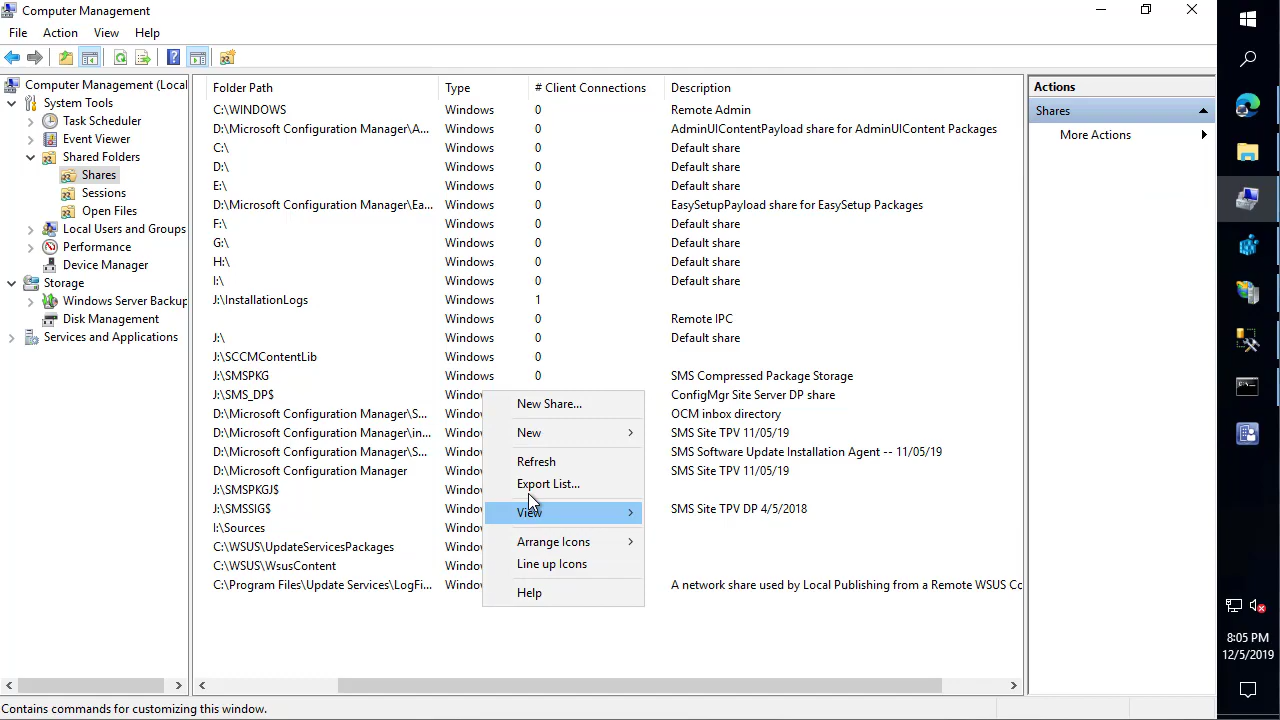 Computer Management
File Action View Help
Computer Management (Local
System Tools
Task Scheduler
Event Viewer
Shared Folders
Shares
Sessions
Open Files
Local Users and Groups
Performance
Device Manager
Storage
Windows Server Backup
Disk Management
Services and Applications
Folder Path Type # Client Connections Description
C:\WINDOWS Windows 0 Remote Admin
D:\Microsoft Configuration Manager\A... Windows 0 AdminUIContentPayload share for AdminUIContent Packages
C:\ Windows 0 Default share
D:\ Windows 0 Default share
E:\ Windows 0 Default share
D:\Microsoft Configuration Manager\Ea... Windows 0 EasySetupPayload share for EasySetup Packages
F:\ Windows 0 Default share
G:\ Windows 0 Default share
H:\ Windows 0 Default share
I:\ Windows 0 Default share
J:\InstallationLogs Windows 1
Windows 0 Remote IPC
J:\ Windows 0 Default share
J:\SCCMContentLib Windows 0
J:\SMSPKG Windows 0 SMS Compressed Package Storage
J:\SMS_DP$ Windo ConfigMgr Site Server DP share
D:\Microsoft Configuration Manager\S... Windo OCM inbox directory
D:\Microsoft Configuration Manager\in... Windo SMS Site TPV 11/05/19
D:\Microsoft Configuration Manager\S... Windo SMS Software Update Installation Agent -- 11/05/19
D:\Microsoft Configuration Manager Windo SMS Site TPV 11/05/19
J:\SMSPKGJ$ Windo
J:\SMSSIG$ Windo SMS Site TPV DP 4/5/2018
I:\Sources Windo
C:\WSUS\UpdateServicesPackages Windo
C:\WSUS\WsusContent Windo
C:\Program Files\Update Services\LogFi... Windo A network share used by Local Publishing from a Remote WSUS Co
New Share...
New
Refresh
Export List...
View
Arrange Icons
Line up Icons
Help
Actions
Shares
More Actions
8:05 PM
12/5/2019
Contains commands for customizing this window.